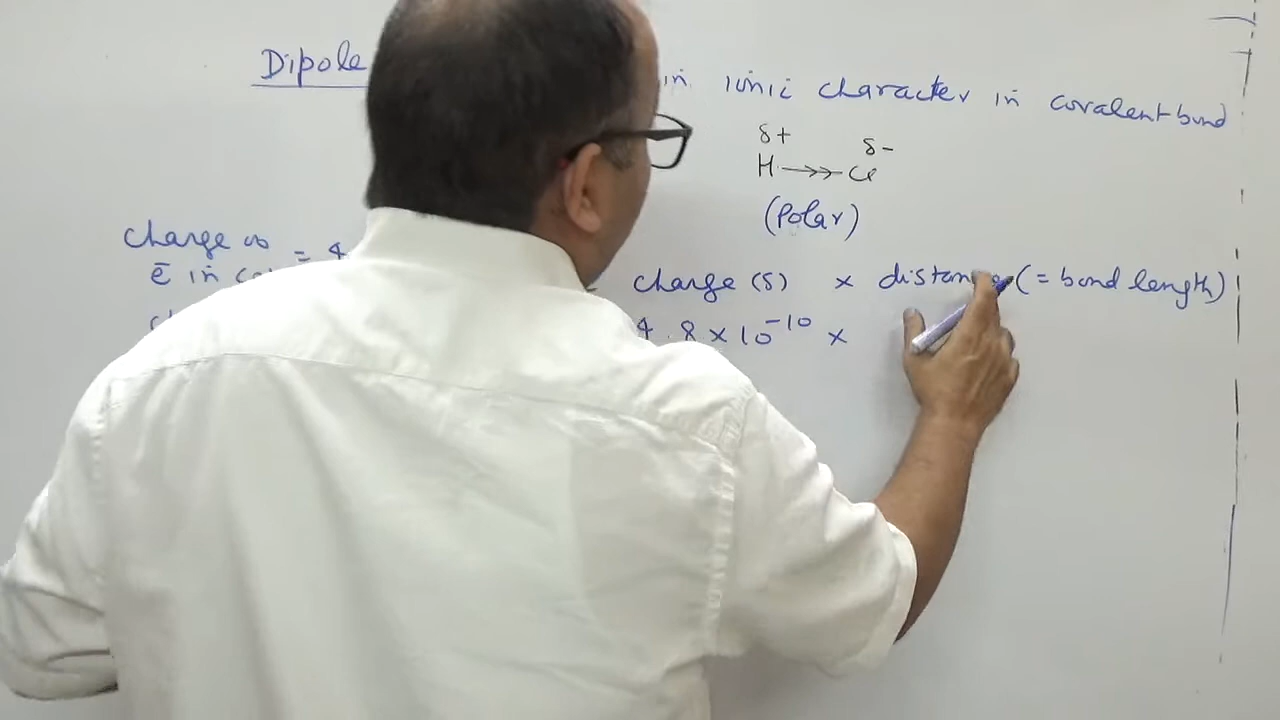 Dipole in ionic character in covalent bond
δ+ δ-
H →→ Cl
(Polar)
charge on = 4
ē in charge (δ) × distance (= bond length)
4.8 × 10⁻¹⁰ ×